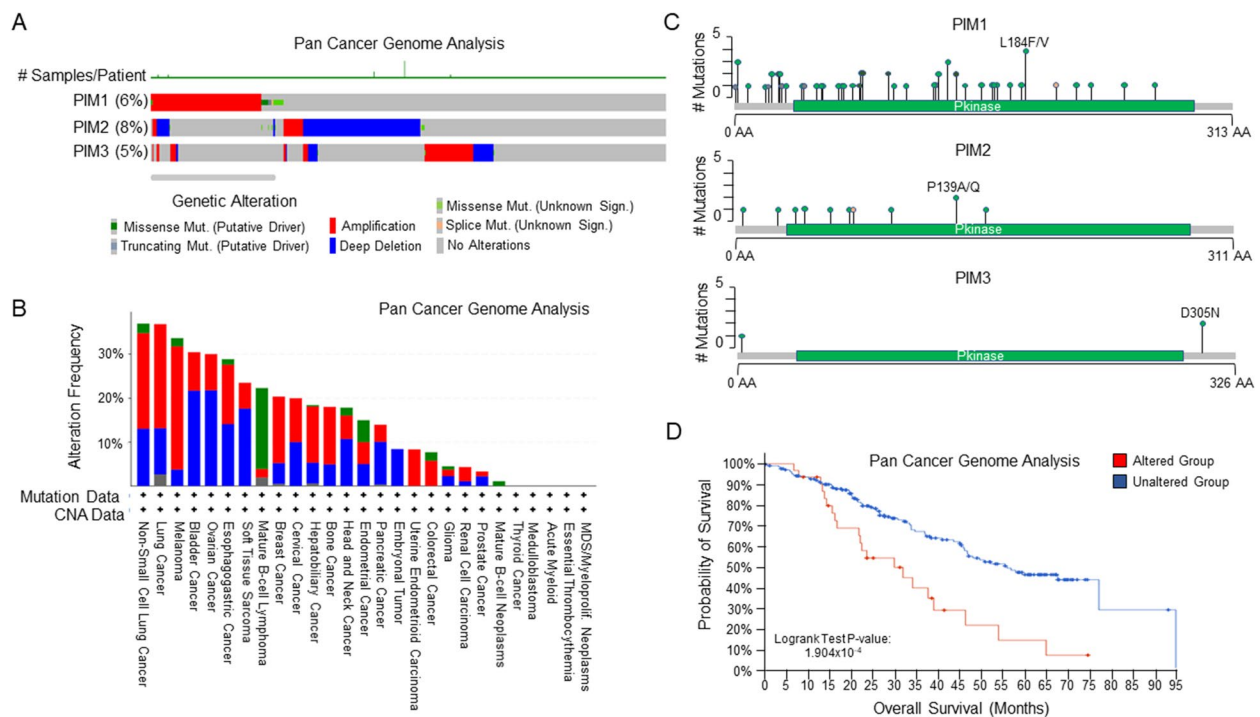 A
Pan Cancer Genome Analysis
# Samples/Patient
PIM1 (6%)
PIM2 (8%)
PIM3 (5%)
Genetic Alteration
Missense Mut. (Putative Driver)
Truncating Mut. (Putative Driver)
Amplification
Deep Deletion
Missense Mut. (Unknown Sign.)
Splice Mut. (Unknown Sign.)
No Alterations
B
Pan Cancer Genome Analysis
Alteration Frequency
30%
20%
10%
Mutation Data
CNA Data
Non-Small Cell Lung Cancer
Lung Cancer
Melanoma
Bladder Cancer
Ovarian Cancer
Esophagogastric Cancer
Soft Tissue Sarcoma
Mature B-cell Lymphoma
Breast Cancer
Cervical Cancer
Hepatobiliary Cancer
Bone Cancer
Head and Neck Cancer
Endometrial Cancer
Pancreatic Cancer
Embryonal Tumor
Uterine Endometrioid Carcinoma
Colorectal Cancer
Glioma
Renal Cell Carcinoma
Prostate Cancer
Mature B-cell Neoplasms
Thyroid Cancer
Medulloblastoma
Acute Myeloid
Essential Thrombocythemia
MDS/Myeloprolif. Neoplasms
C
PIM1
# Mutations
5
0
L184F/V
Pkinase
0 AA
313 AA
PIM2
# Mutations
5
0
P139A/Q
Pkinase
0 AA
311 AA
PIM3
# Mutations
5
0
D305N
Pkinase
0 AA
326 AA
D
Pan Cancer Genome Analysis
Altered Group
Unaltered Group
Probability of Survival
100%
90%
80%
70%
60%
50%
40%
30%
20%
10%
0%
Logrank Test P-value:
1.904x10⁻⁴
0 5 10 15 20 25 30 35 40 45 50 55 60 65 70 75 80 85 90 95
Overall Survival (Months)